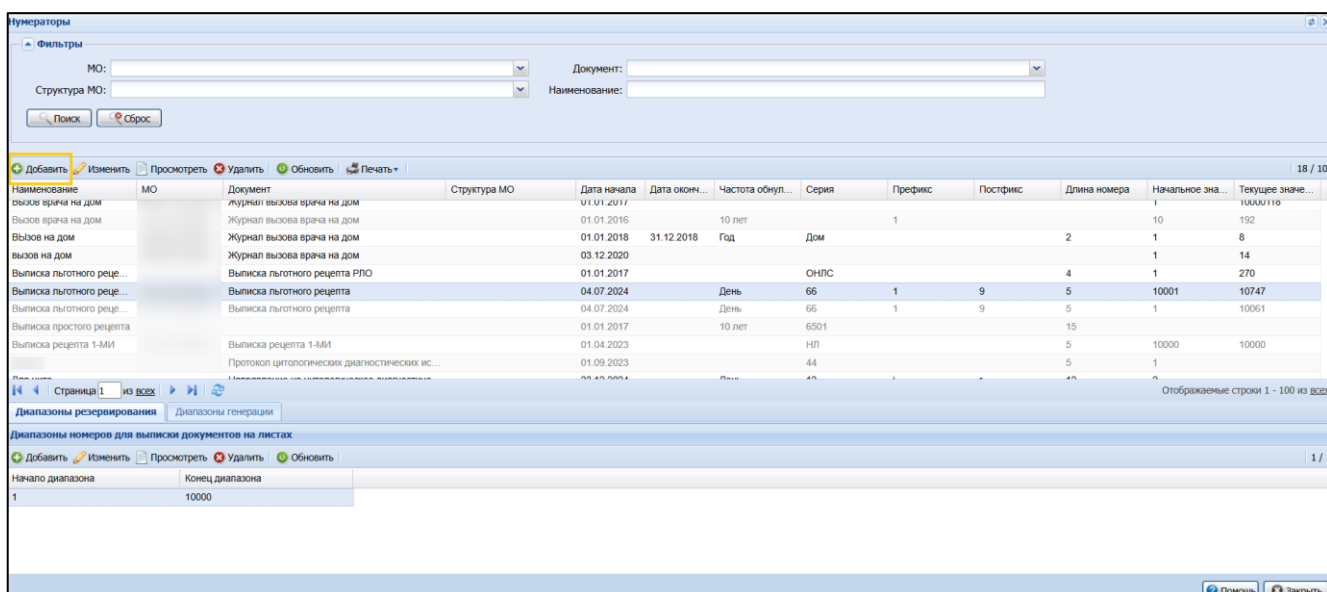 Нумераторы
Фильтры
МО: Документ:
Структура МО: Наименование:
Поиск Сброс
Добавить Изменить Просмотреть Удалить Обновить Печать 18 / 10
Наименование МО Документ Структура МО Дата начала Дата оконч... Частота обнул... Серия Префикс Постфикс Длина номера Начальное зна... Текущее значе...
Вызов врача на дом Журнал вызова врача на дом 01.01.2017 1 10000118
Вызов врача на дом Журнал вызова врача на дом 01.01.2016 10 лет 1 10 192
ВЫзов на дом Журнал вызова врача на дом 01.01.2018 31.12.2018 Год Дом 2 1 8
вызов на дом Журнал вызова врача на дом 03.12.2020 1 14
Выписка льготного реце... Выписка льготного рецепта РЛО 01.01.2017 ОНЛС 4 1 270
Выписка льготного реце... Выписка льготного рецепта 04.07.2024 День 66 1 9 5 10001 10747
Выписка льготного реце... Выписка льготного рецепта 04.07.2024 День 66 1 9 5 1 10061
Выписка простого рецепта 01.01.2017 10 лет 6501 15
Выписка рецепта 1-МИ Выписка рецепта 1-МИ 01.04.2023 НЛ 5 10000 10000
Протокол цитологических диагностических ис... 01.09.2023 44 5 1
Направление на цитологическое 23.12.2024 День 12
Страница 1 из всех Отображаемые строки 1 - 100 из всех
Диапазоны резервирования Диапазоны генерации
Диапазоны номеров для выписки документов на листах
Добавить Изменить Просмотреть Удалить Обновить 1 /
Начало диапазона Конец диапазона
1 10000
Помощь Закрыть